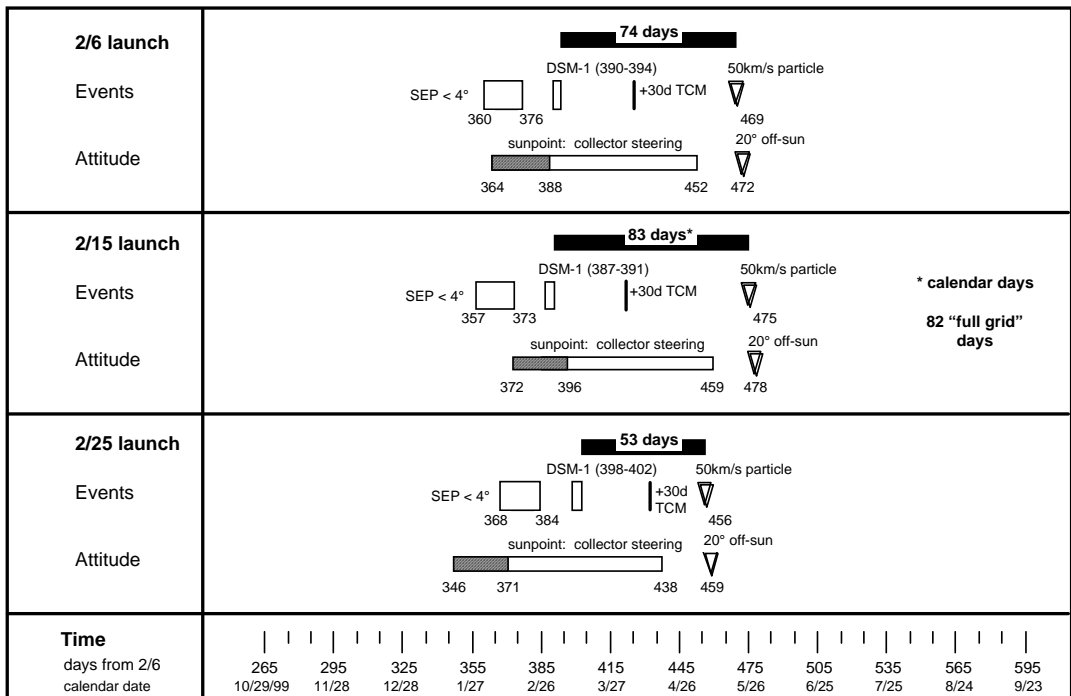 2/6 launch
74 days
Events
SEP < 4°
360
376
DSM-1 (390-394)
+30d TCM
50km/s particle
469
Attitude
sunpoint: collector steering
20° off-sun
364
388
452
472
2/15 launch
83 days*
Events
SEP < 4°
357
373
DSM-1 (387-391)
+30d TCM
50km/s particle
475
* calendar days
82 “full grid”
days
Attitude
sunpoint: collector steering
20° off-sun
372
396
459
478
2/25 launch
53 days
Events
SEP < 4°
368
384
DSM-1 (398-402)
+30d
TCM
50km/s particle
456
Attitude
sunpoint: collector steering
20° off-sun
346
371
438
459
Time
days from 2/6
265 295 325 355 385 415 445 475 505 535 565 595
calendar date
10/29/99 11/28 12/28 1/27 2/26 3/27 4/26 5/26 6/25 7/25 8/24 9/23